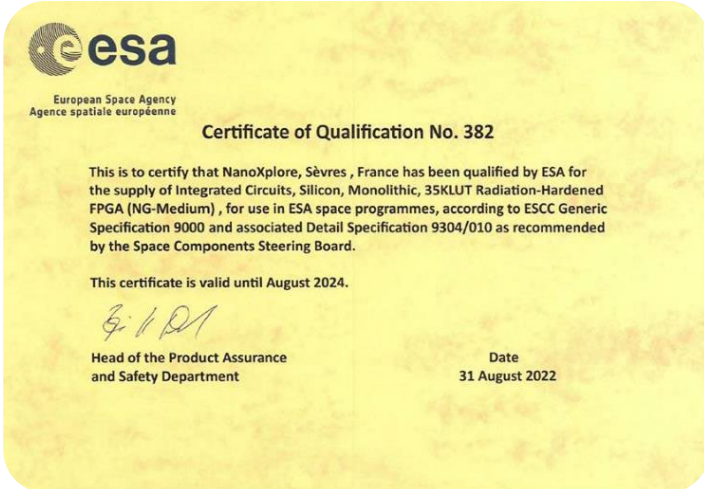 esa
European Space Agency
Agence spatiale européenne
Certificate of Qualification No. 382
This is to certify that NanoXplore, Sèvres , France has been qualified by ESA for
the supply of Integrated Circuits, Silicon, Monolithic, 35KLUT Radiation-Hardened
FPGA (NG-Medium) , for use in ESA space programmes, according to ESCC Generic
Specification 9000 and associated Detail Specification 9304/010 as recommended
by the Space Components Steering Board.
This certificate is valid until August 2024.
Head of the Product Assurance
and Safety Department
Date
31 August 2022